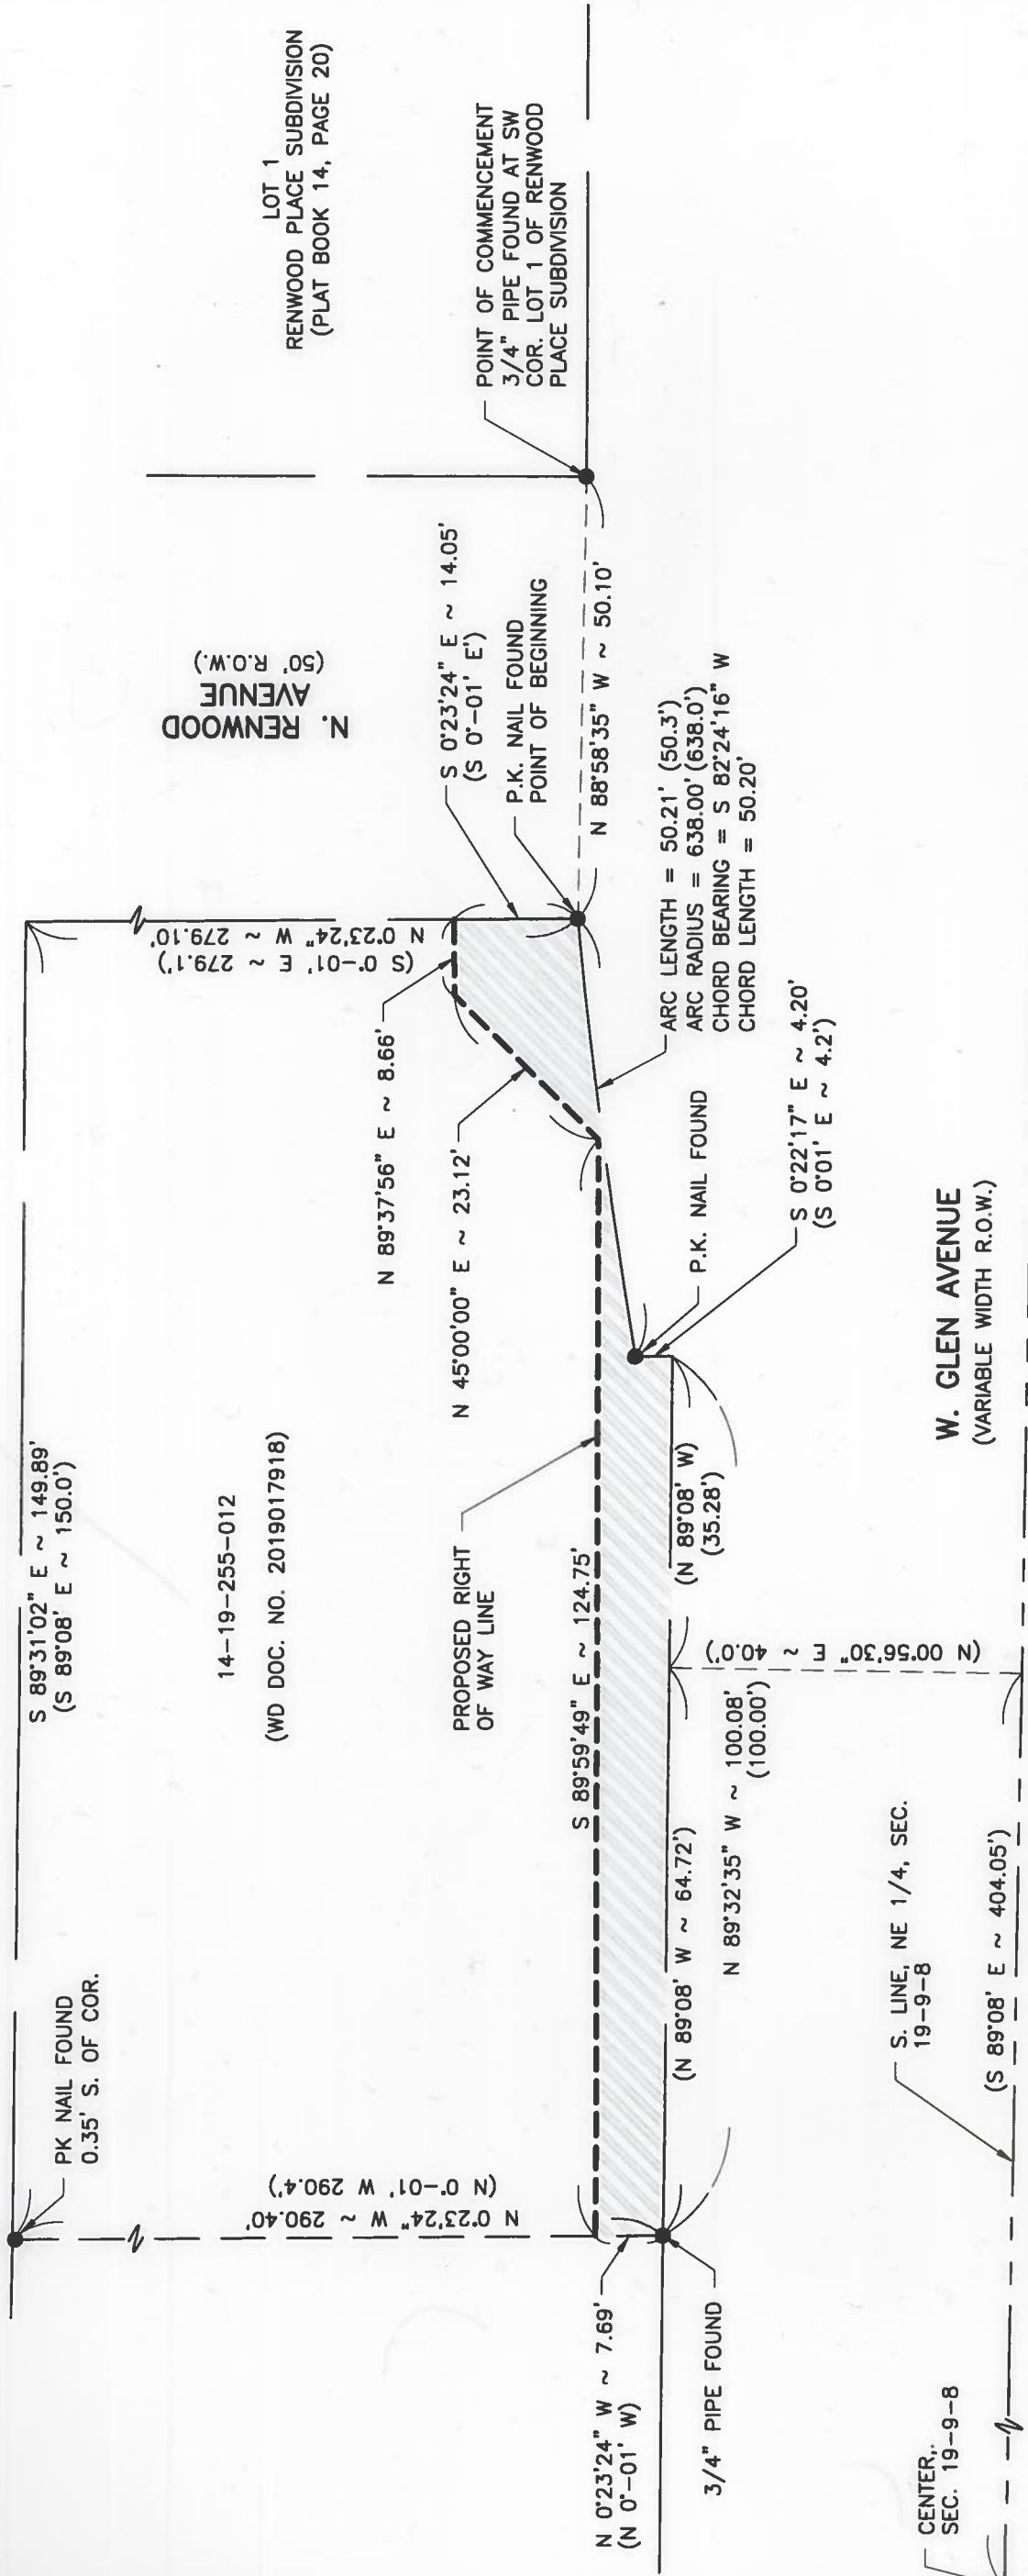 LOT 1
RENWOOD PLACE SUBDIVISION
(PLAT BOOK 14, PAGE 20)
POINT OF COMMENCEMENT
3/4" PIPE FOUND AT SW
COR. LOT 1 OF RENWOOD
PLACE SUBDIVISION
N. RENWOOD
AVENUE
(50' R.O.W.)
S 0°23'24" E ~ 14.05'
(S 0°-01' E')
P.K. NAIL FOUND
POINT OF BEGINNING
N 88°58'35" W ~ 50.10'
(S 0°-01' E ~ 279.1')
N 0°23'24" W ~ 279.10'
ARC LENGTH = 50.21' (50.3')
ARC RADIUS = 638.00' (638.0')
CHORD BEARING = S 82°24'16" W
CHORD LENGTH = 50.20'
N 89°37'56" E ~ 8.66'
N 45°00'00" E ~ 23.12'
P.K. NAIL FOUND
S 0°22'17" E ~ 4.20'
(S 0°01' E ~ 4.2')
W. GLEN AVENUE
(VARIABLE WIDTH R.O.W.)
S 89°31'02" E ~ 149.89'
(S 89°08' E ~ 150.0')
14-19-255-012
(WD DOC. NO. 2019017918)
PROPOSED RIGHT
OF WAY LINE
S 89°59'49" E ~ 124.75'
(N 89°08' W)
(35.28')
(N 00°56'30" E ~ 40.0')
(N 89°08' W ~ 64.72')
N 89°32'35" W ~ 100.08'
(100.00')
S. LINE, NE 1/4, SEC.
19-9-8
(S 89°08' E ~ 404.05')
PK NAIL FOUND
0.35' S. OF COR.
(N 0°-01' W 290.4')
N 0°23'24" W ~ 290.40'
N 0°23'24" W ~ 7.69'
(N 0°-01' W)
3/4" PIPE FOUND
CENTER,
SEC. 19-9-8